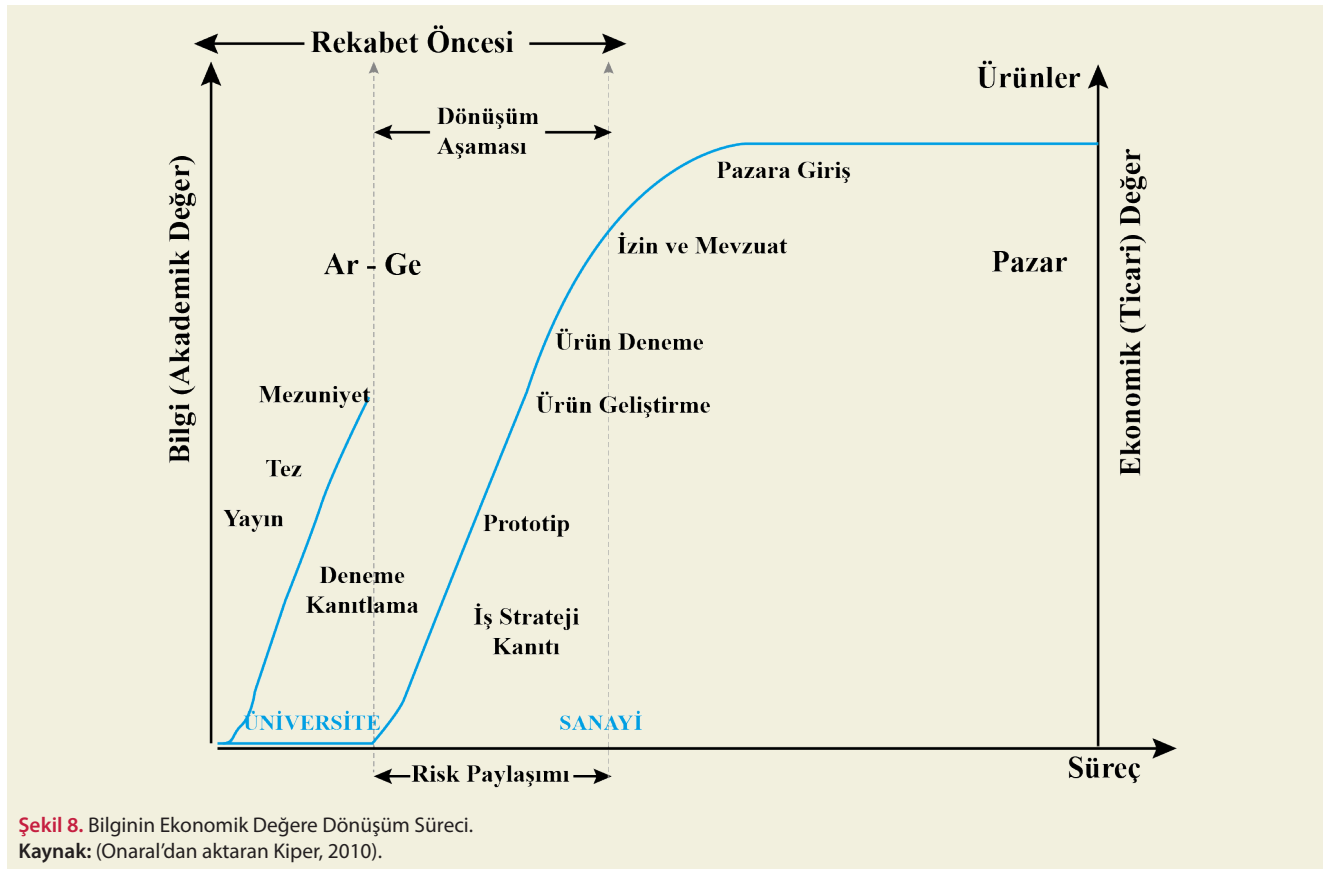 Rekabet Öncesi
Ürünler
Dönüşüm
Aşaması
Pazara Giriş
İzin ve Mevzuat
Ar - Ge
Pazar
Bilgi (Akademik Değer)
Ekonomik (Ticari) Değer
Ürün Deneme
Mezuniyet
Ürün Geliştirme
Tez
Yayın
Prototip
Deneme
Kanıtlama
İş Strateji
Kanıtı
ÜNİVERSİTE
SANAYİ
Risk Paylaşımı
Süreç
Şekil 8. Bilginin Ekonomik Değere Dönüşüm Süreci.
Kaynak: (Onaral’dan aktaran Kiper, 2010).